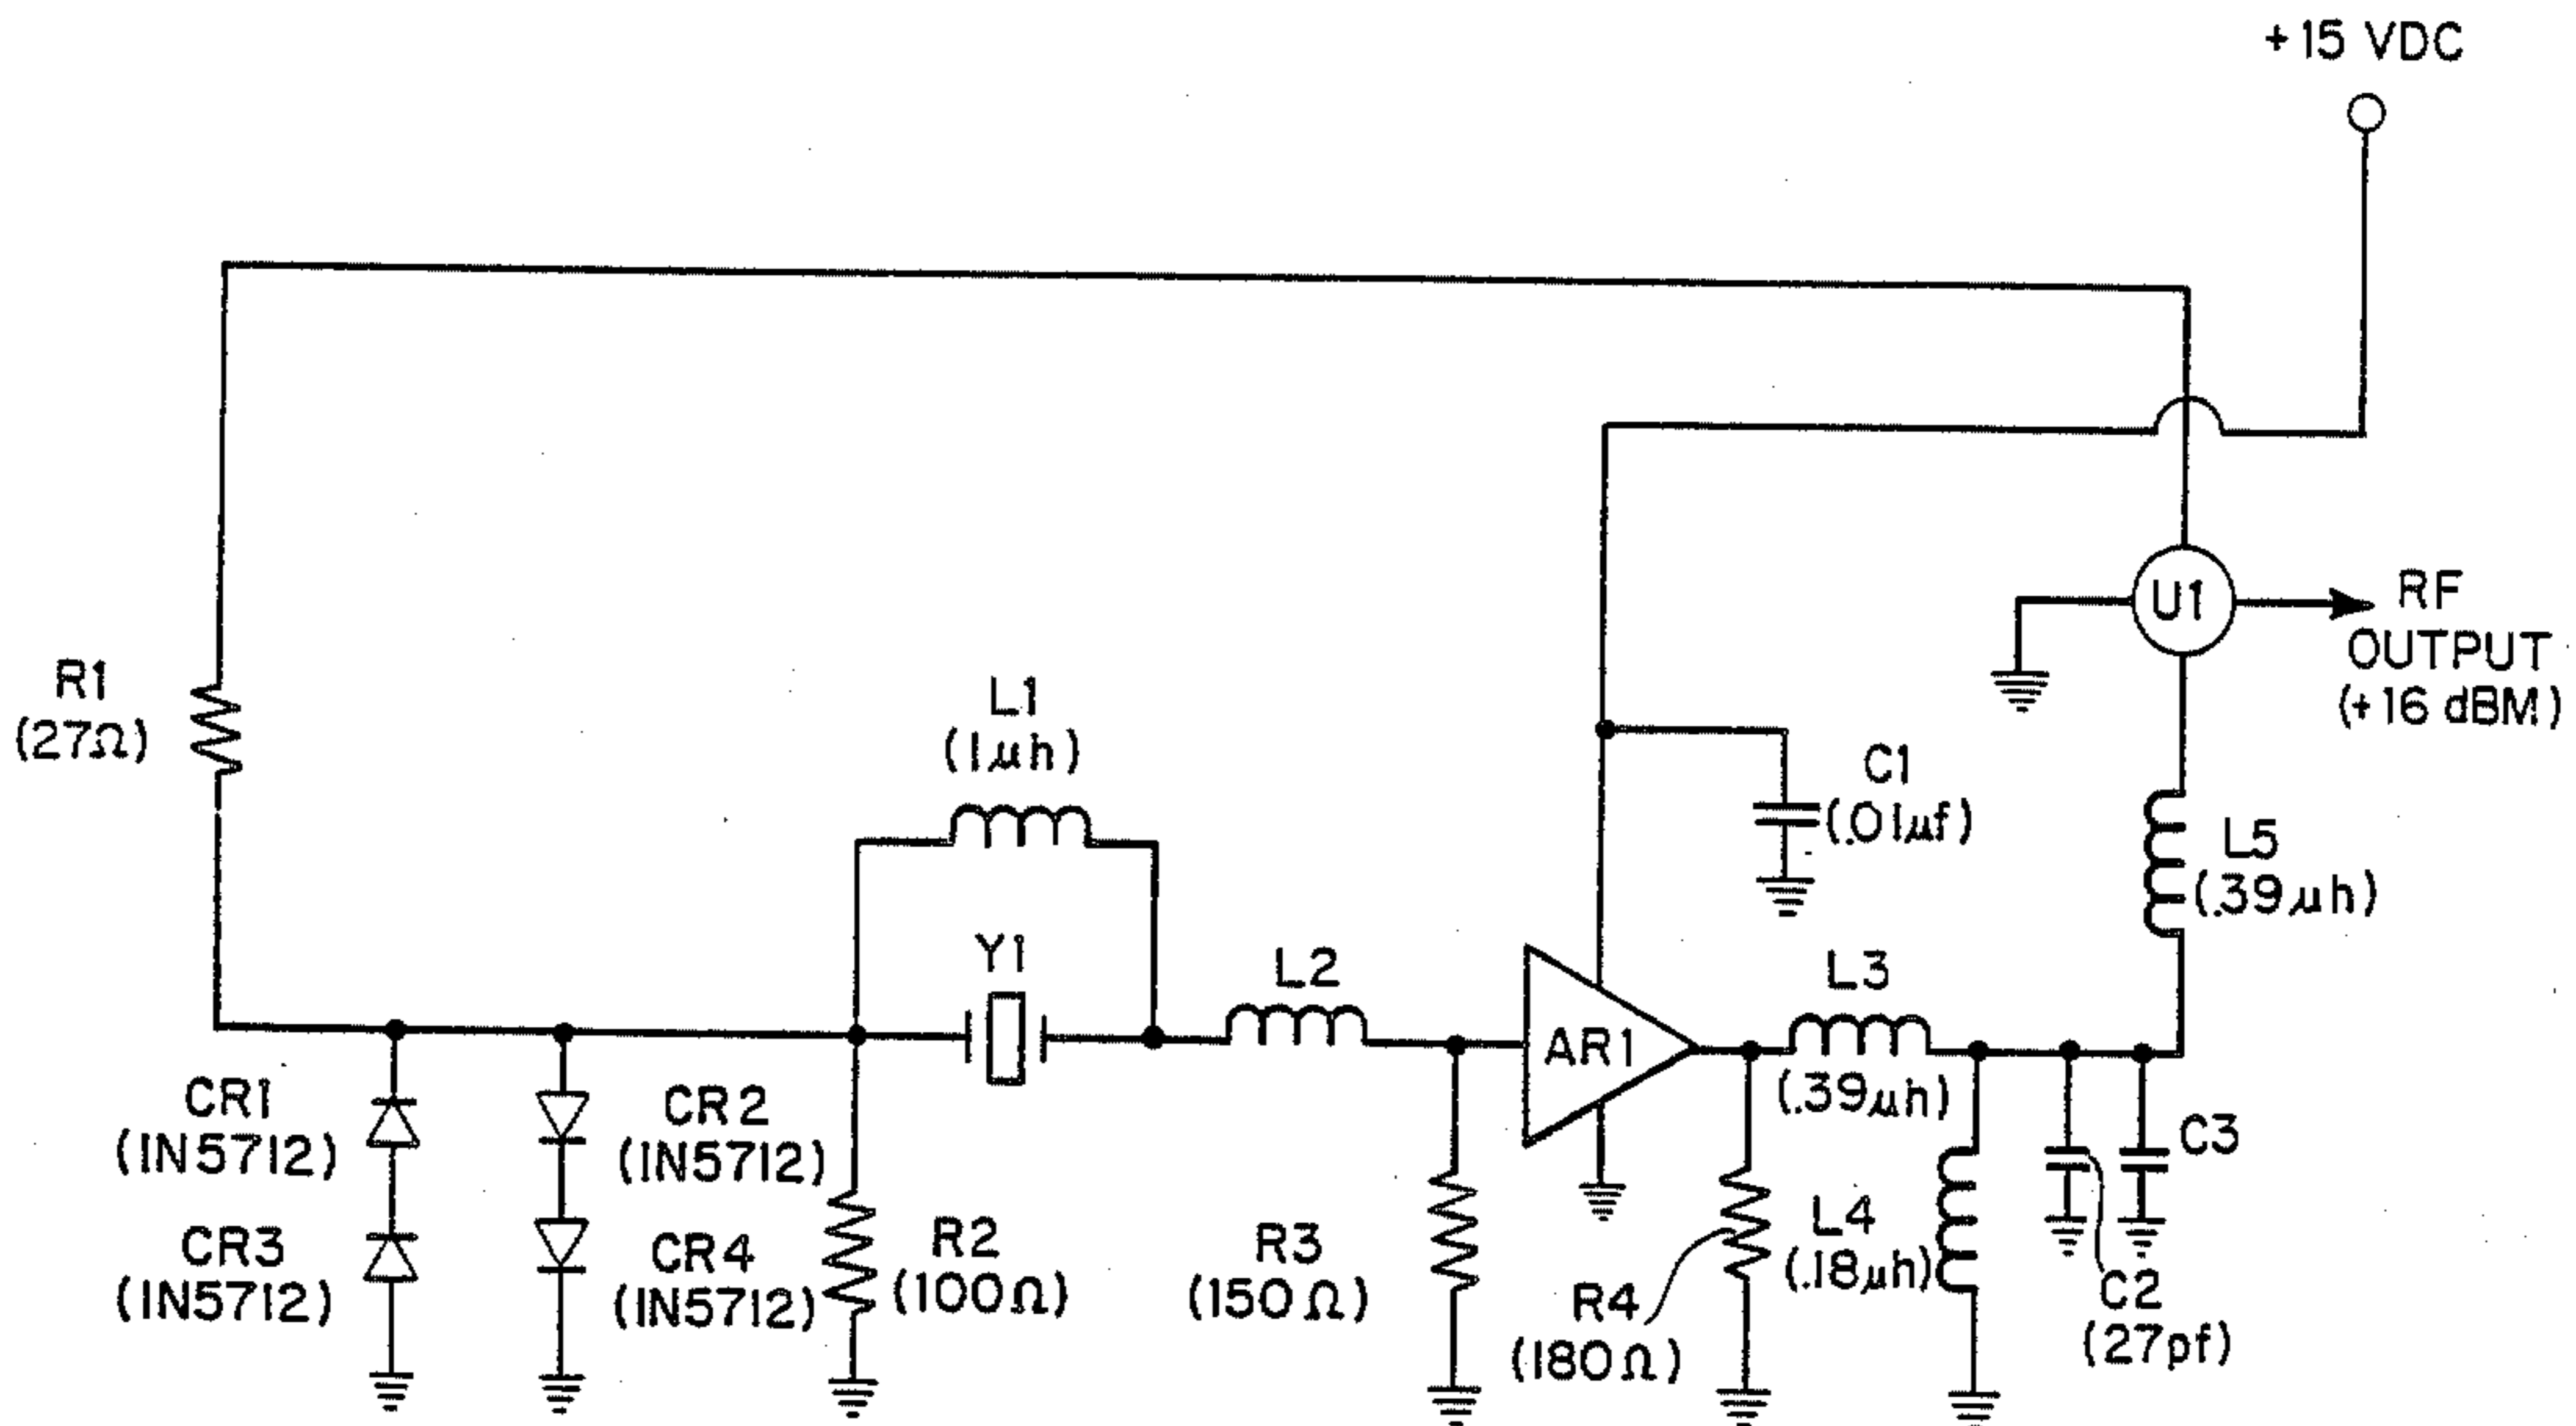 +15 VDC
U1
RF
OUTPUT
(+16 dBM)
R1
(27Ω)
L1
(1μh)
C1
(.01μf)
L5
(.39μh)
Y1
L2
AR1
L3
(.39μh)
CR1
(IN5712)
CR2
(IN5712)
C3
CR3
(IN5712)
CR4
(IN5712)
R2
(100Ω)
R3
(150Ω)
R4
(180Ω)
L4
(.18μh)
C2
(27pf)